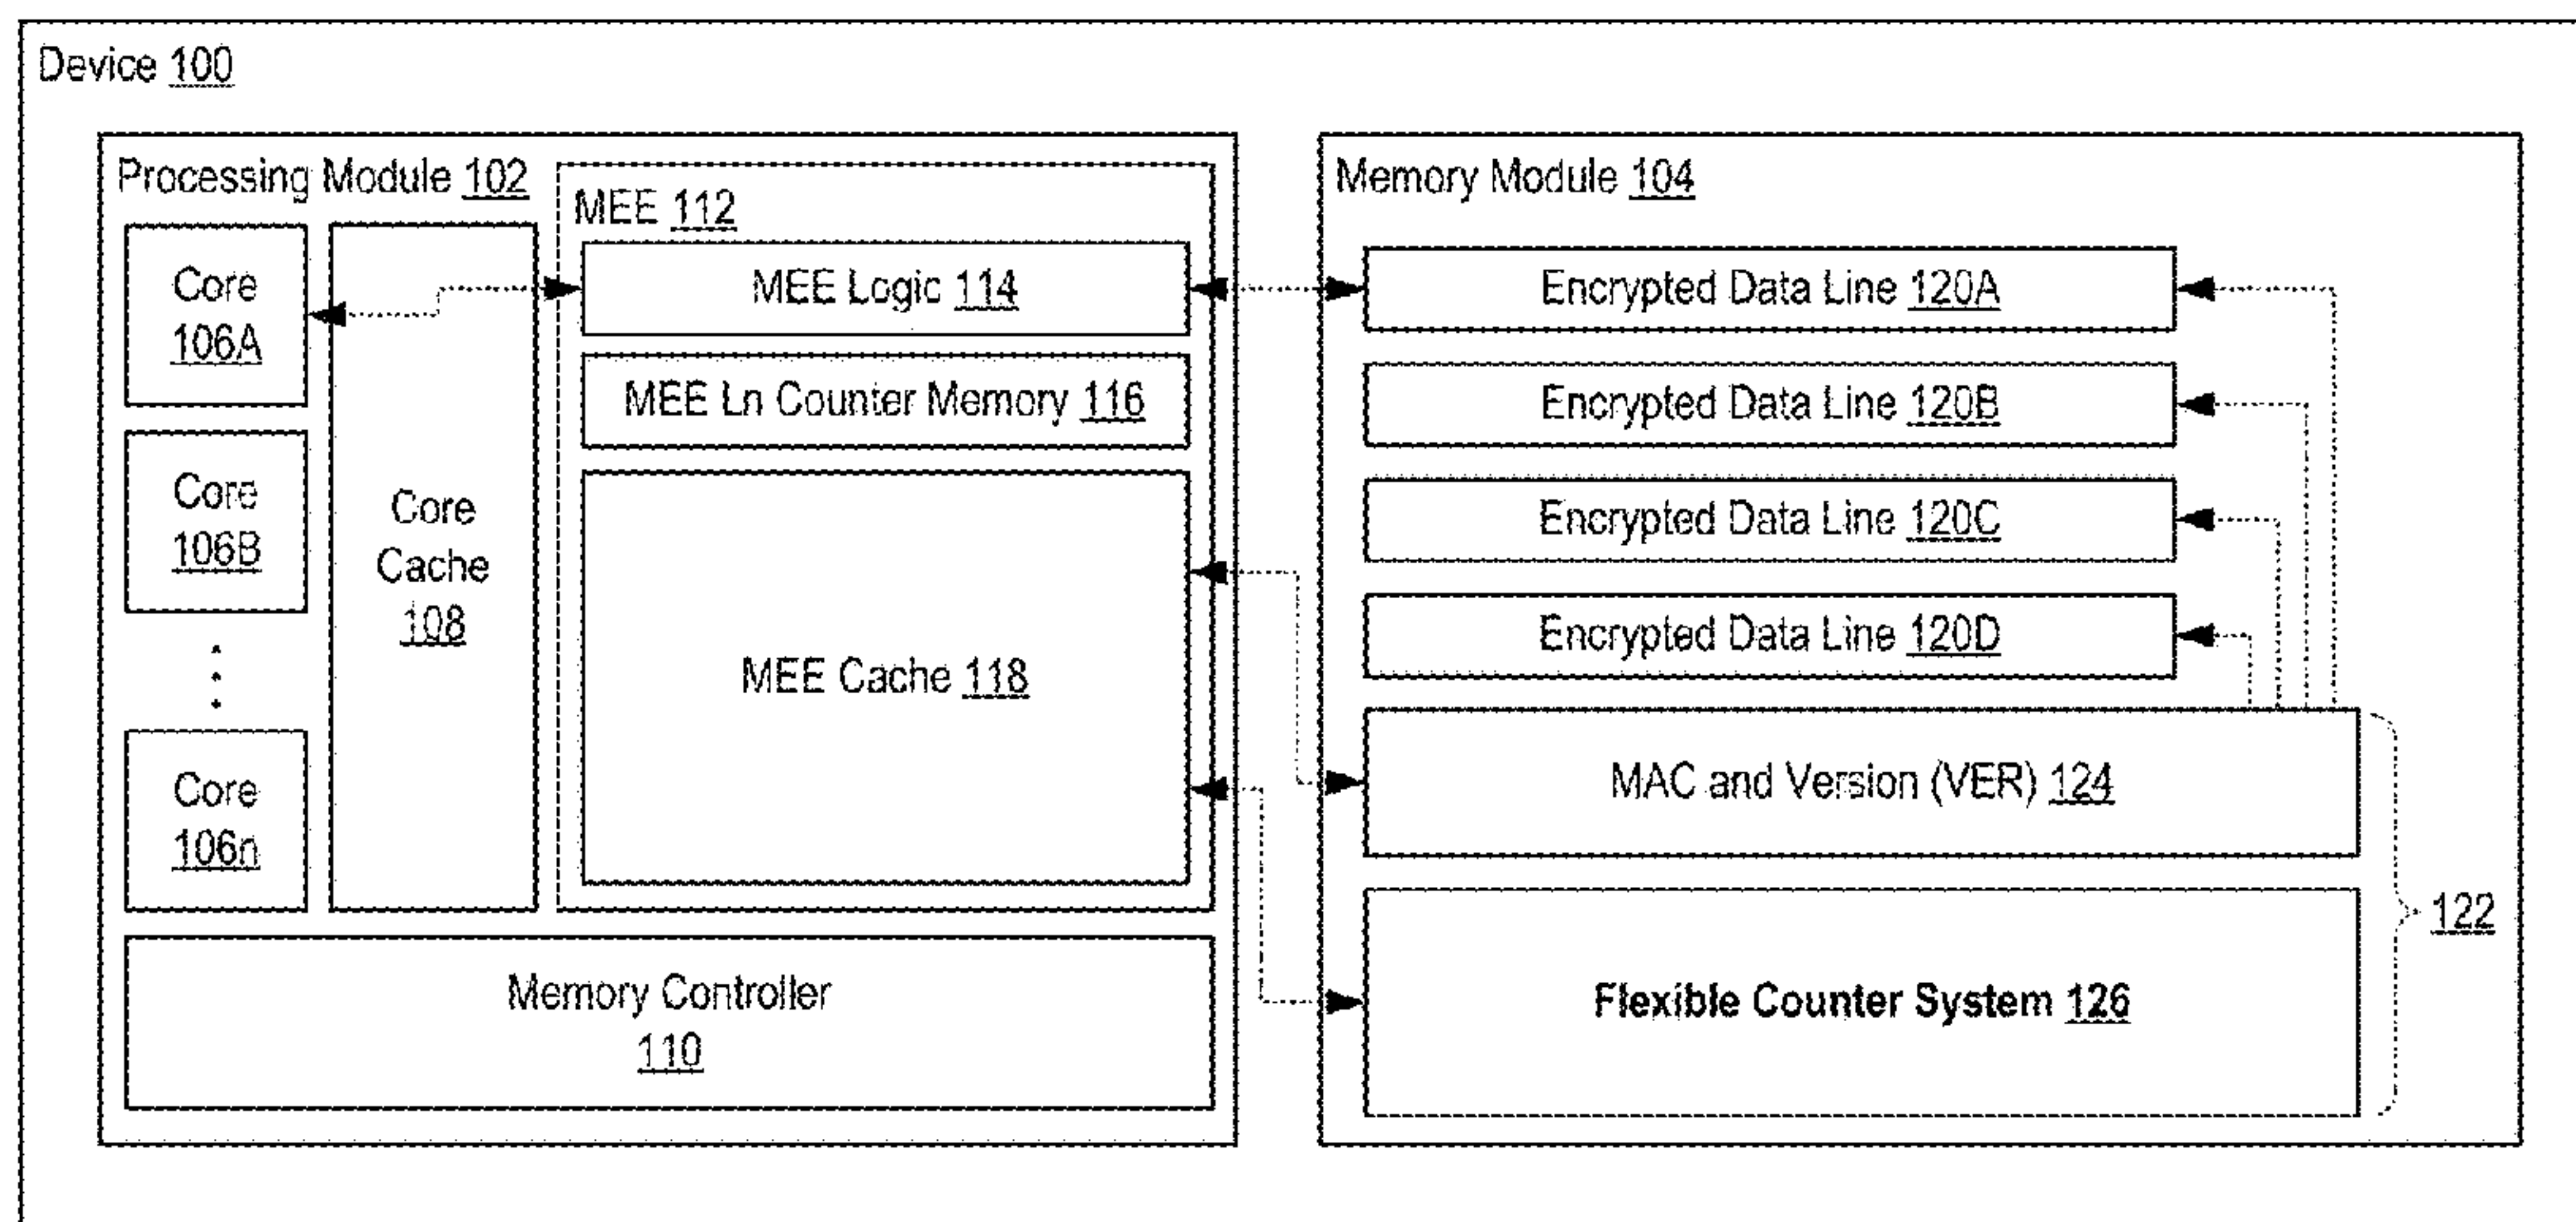 Device 100
Processing Module 102
Core
106A
Core
106B
Core
106n
Core
Cache
108
MEE 112
MEE Logic 114
MEE Ln Counter Memory 116
MEE Cache 118
Memory Controller
110
Memory Module 104
Encrypted Data Line 120A
Encrypted Data Line 120B
Encrypted Data Line 120C
Encrypted Data Line 120D
MAC and Version (VER) 124
Flexible Counter System 126
122